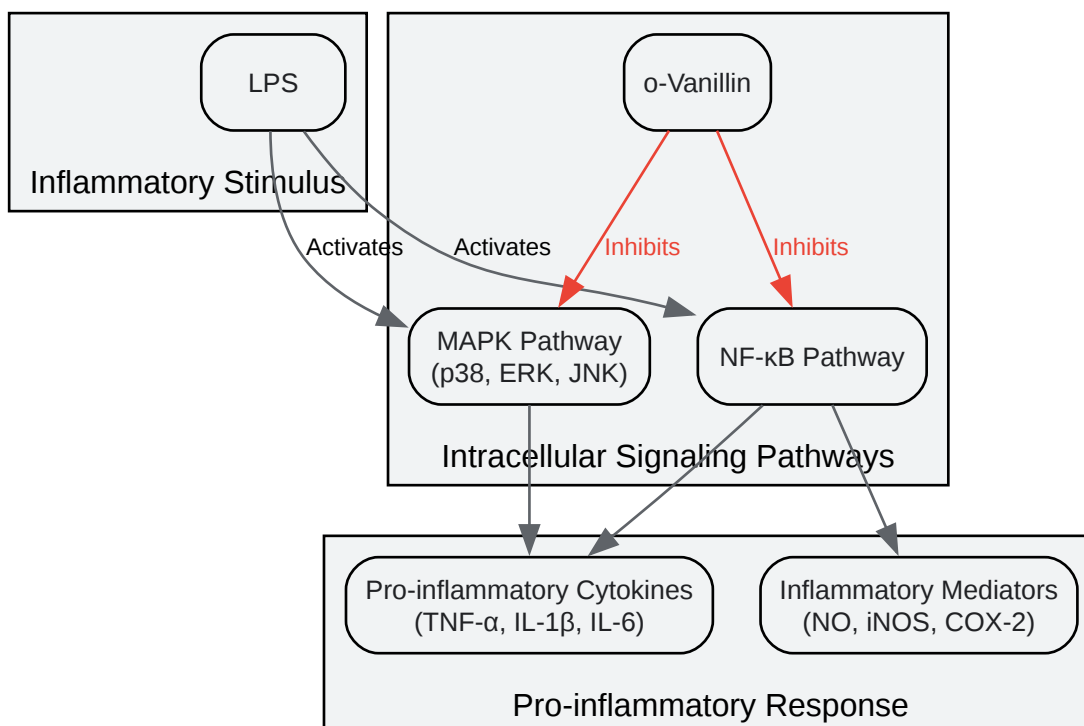 LPS
o-Vanillin
Inflammatory Stimulus
Activates
Activates
Inhibits
Inhibits
MAPK Pathway
(p38, ERK, JNK)
NF-κB Pathway
Intracellular Signaling Pathways
Pro-inflammatory Cytokines
(TNF-α, IL-1β, IL-6)
Inflammatory Mediators
(NO, iNOS, COX-2)
Pro-inflammatory Response